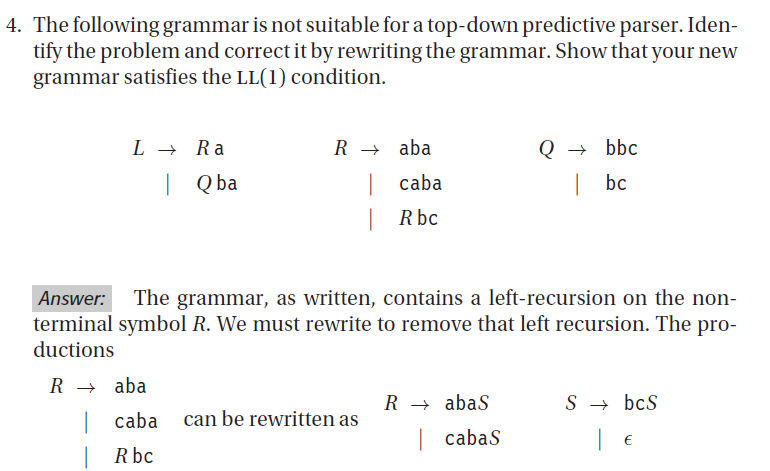 4. The following grammar is not suitable for a top-down predictive parser. Iden-
tify the problem and correct it by rewriting the grammar. Show that your new
grammar satisfies the LL(1) condition.
L → R a R → aba Q → bbc
| Q ba | caba | bc
| R bc
Answer: The grammar, as written, contains a left-recursion on the non-
terminal symbol R. We must rewrite to remove that left recursion. The pro-
ductions
R → aba
R → abaS S → bcS
| caba can be rewritten as
| cabaS | ϵ
| R bc